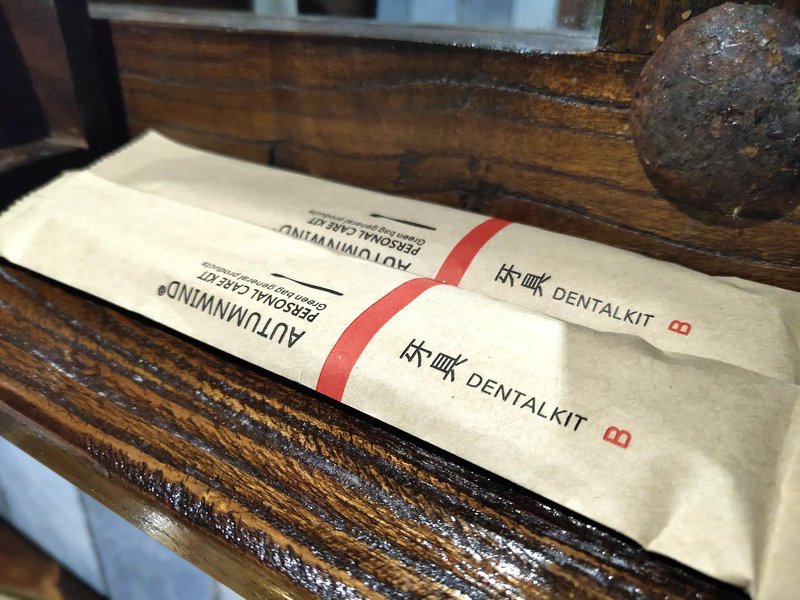 AUTUMNWIND
PERSONAL CARE KIT
Green bag general products
牙具 DENTALKIT B
AUTUMNWIND®
PERSONAL CARE KIT
Green bag general products
牙具 DENTALKIT B